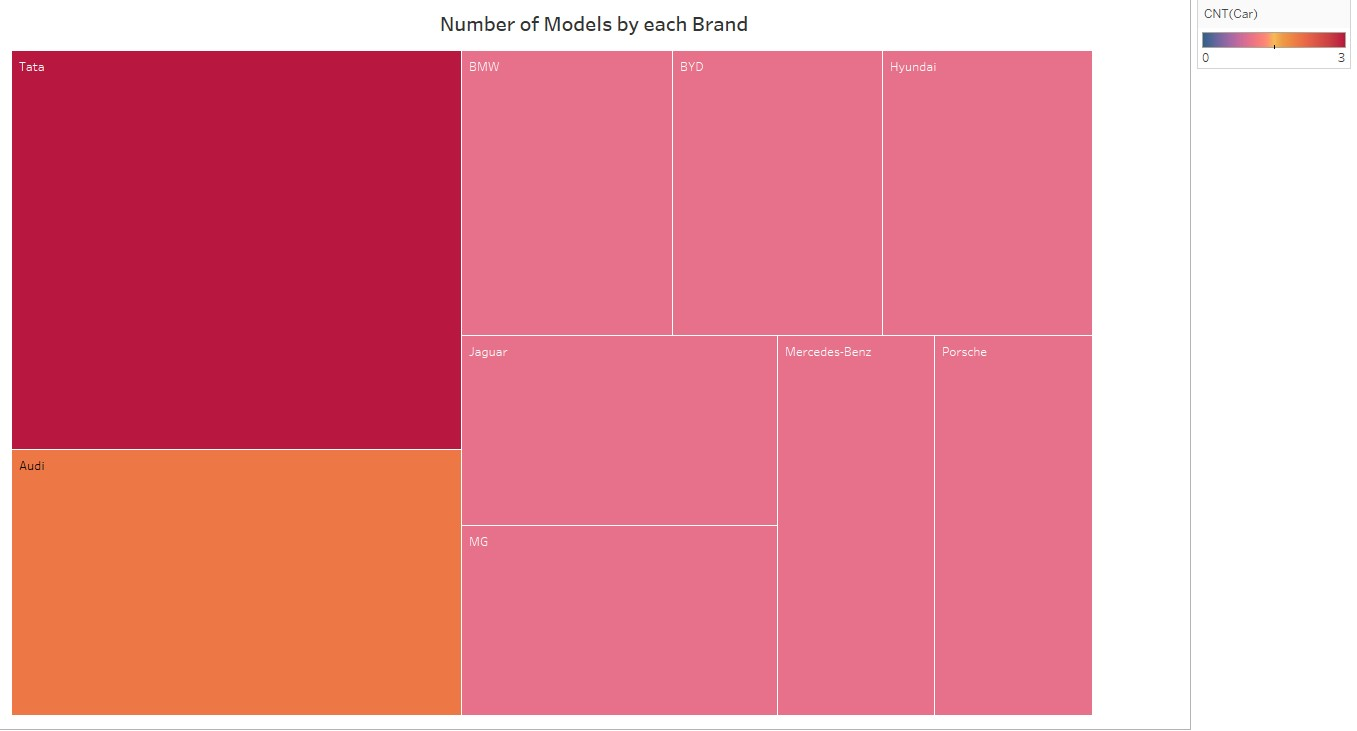 Number of Models by each Brand
CNT(Car)
0 3
Tata
BMW
BYD
Hyundai
Jaguar
Mercedes-Benz
Porsche
Audi
MG